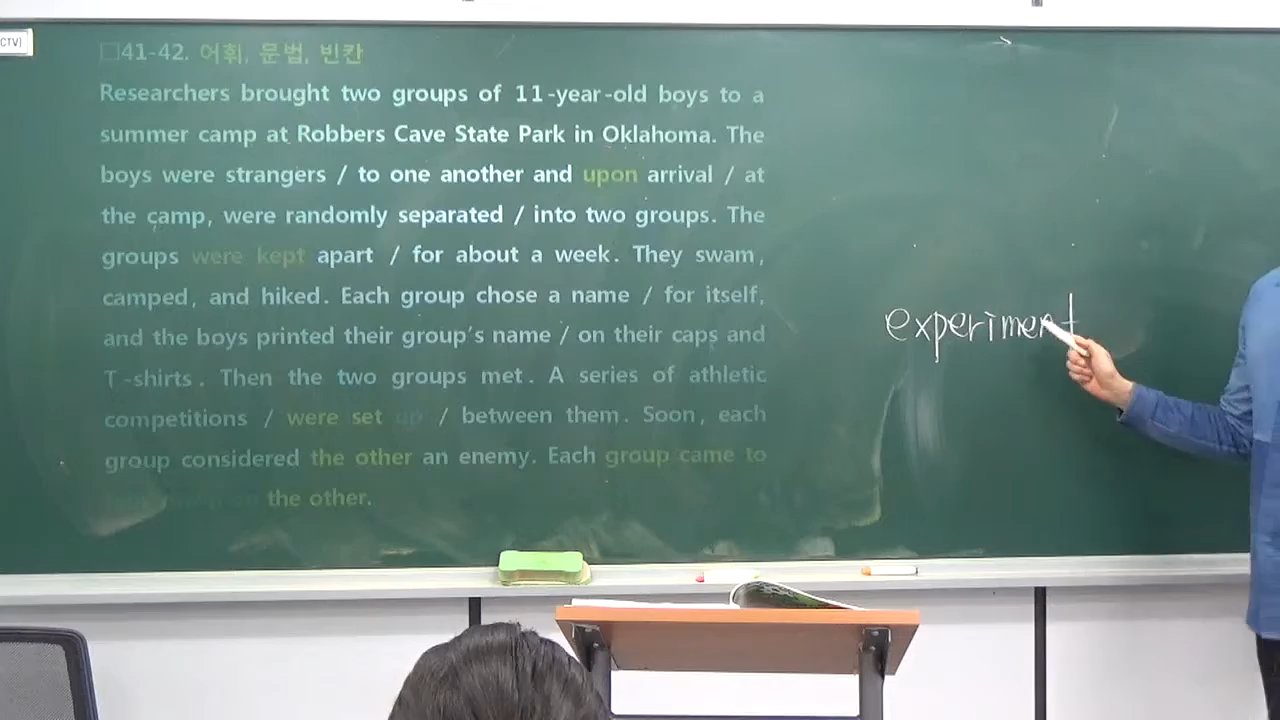 CTV)
□41-42. 어휘, 문법, 빈칸
Researchers brought two groups of 11-year-old boys to a
summer camp at Robbers Cave State Park in Oklahoma. The
boys were strangers / to one another and upon arrival / at
the camp, were randomly separated / into two groups. The
groups were kept apart / for about a week. They swam,
camped, and hiked. Each group chose a name / for itself,
and the boys printed their group's name / on their caps and
T-shirts. Then the two groups met. A series of athletic
competitions / were set up / between them. Soon, each
group considered the other an enemy. Each group came to
the other.
experiment